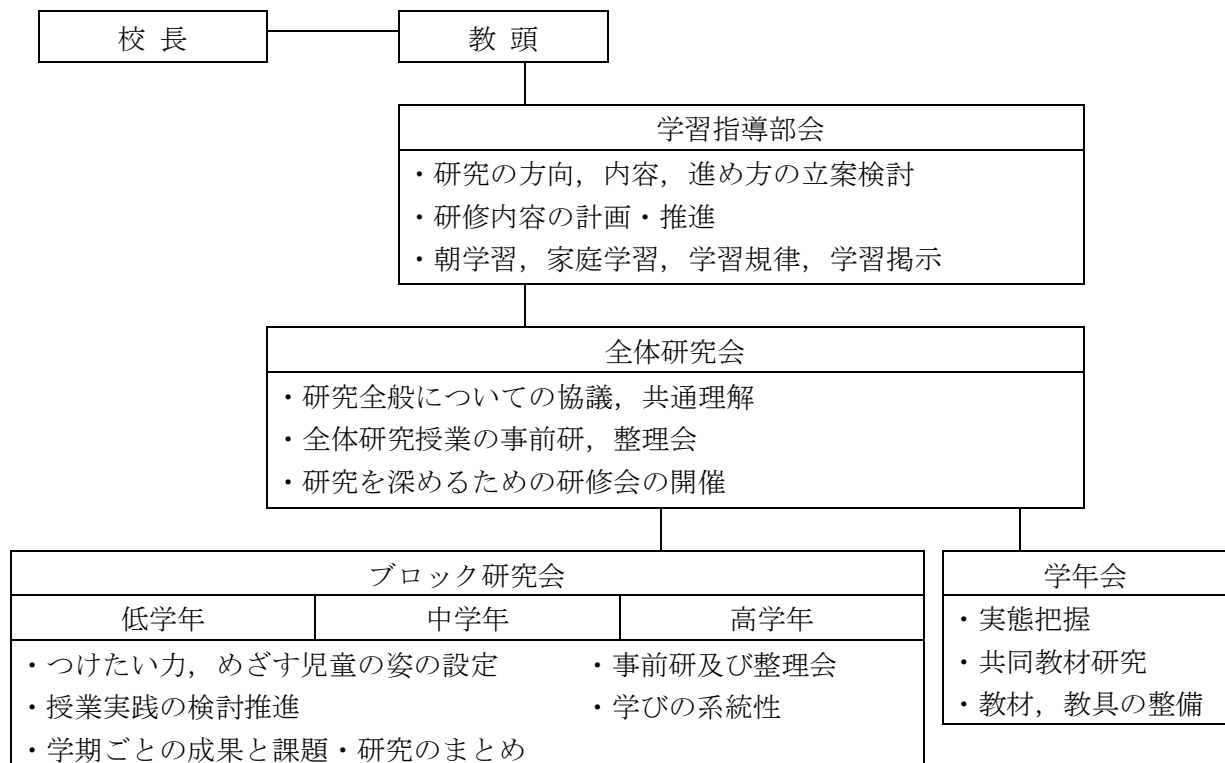 校 長
教 頭
学習指導部会
・研究の方向，内容，進め方の立案検討
・研修内容の計画・推進
・朝学習，家庭学習，学習規律，学習掲示
全体研究会
・研究全般についての協議，共通理解
・全体研究授業の事前研，整理会
・研究を深めるための研修会の開催
ブロック研究会
低学年
中学年
高学年
・つけたい力，めざす児童の姿の設定
・事前研及び整理会
・授業実践の検討推進
・学びの系統性
・学期ごとの成果と課題・研究のまとめ
学年会
・実態把握
・共同教材研究
・教材，教具の整備